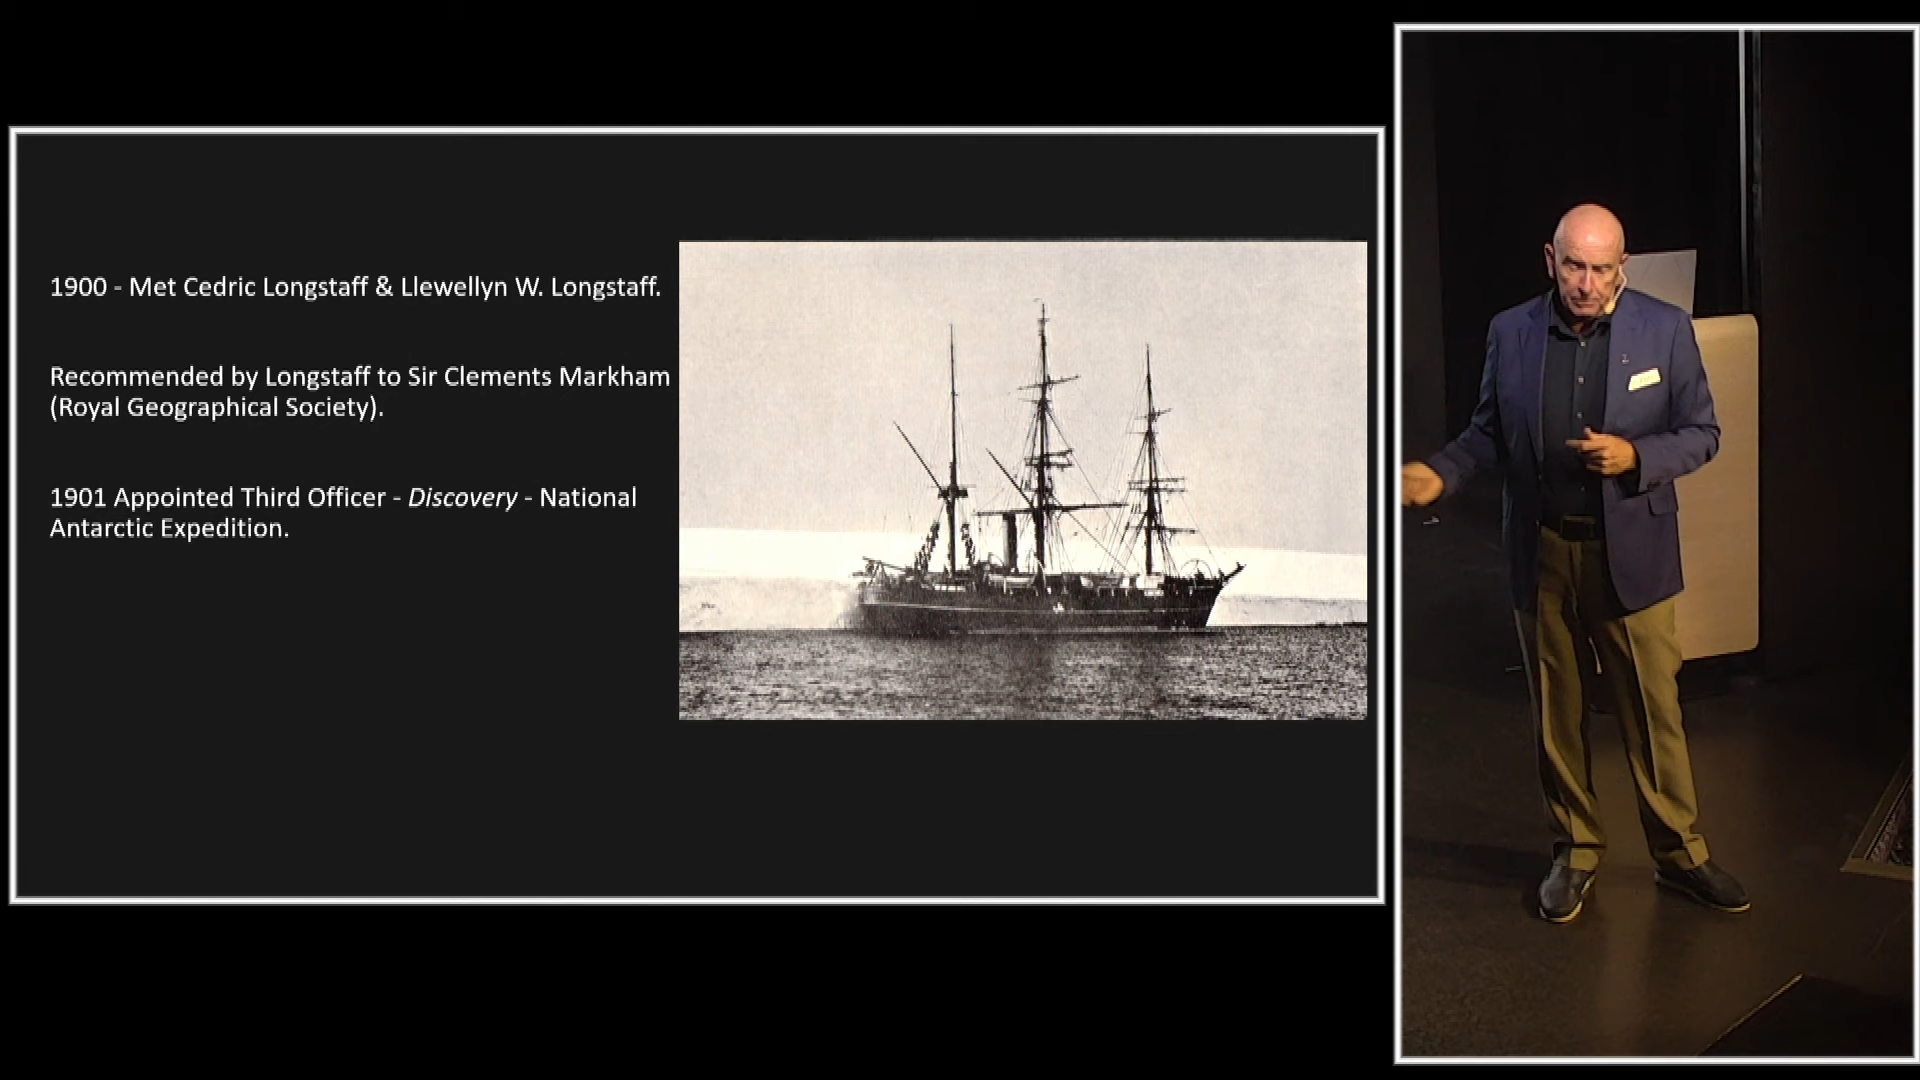 1900 - Met Cedric Longstaff & Llewellyn W. Longstaff.
Recommended by Longstaff to Sir Clements Markham
(Royal Geographical Society).
1901 Appointed Third Officer - Discovery - National
Antarctic Expedition.